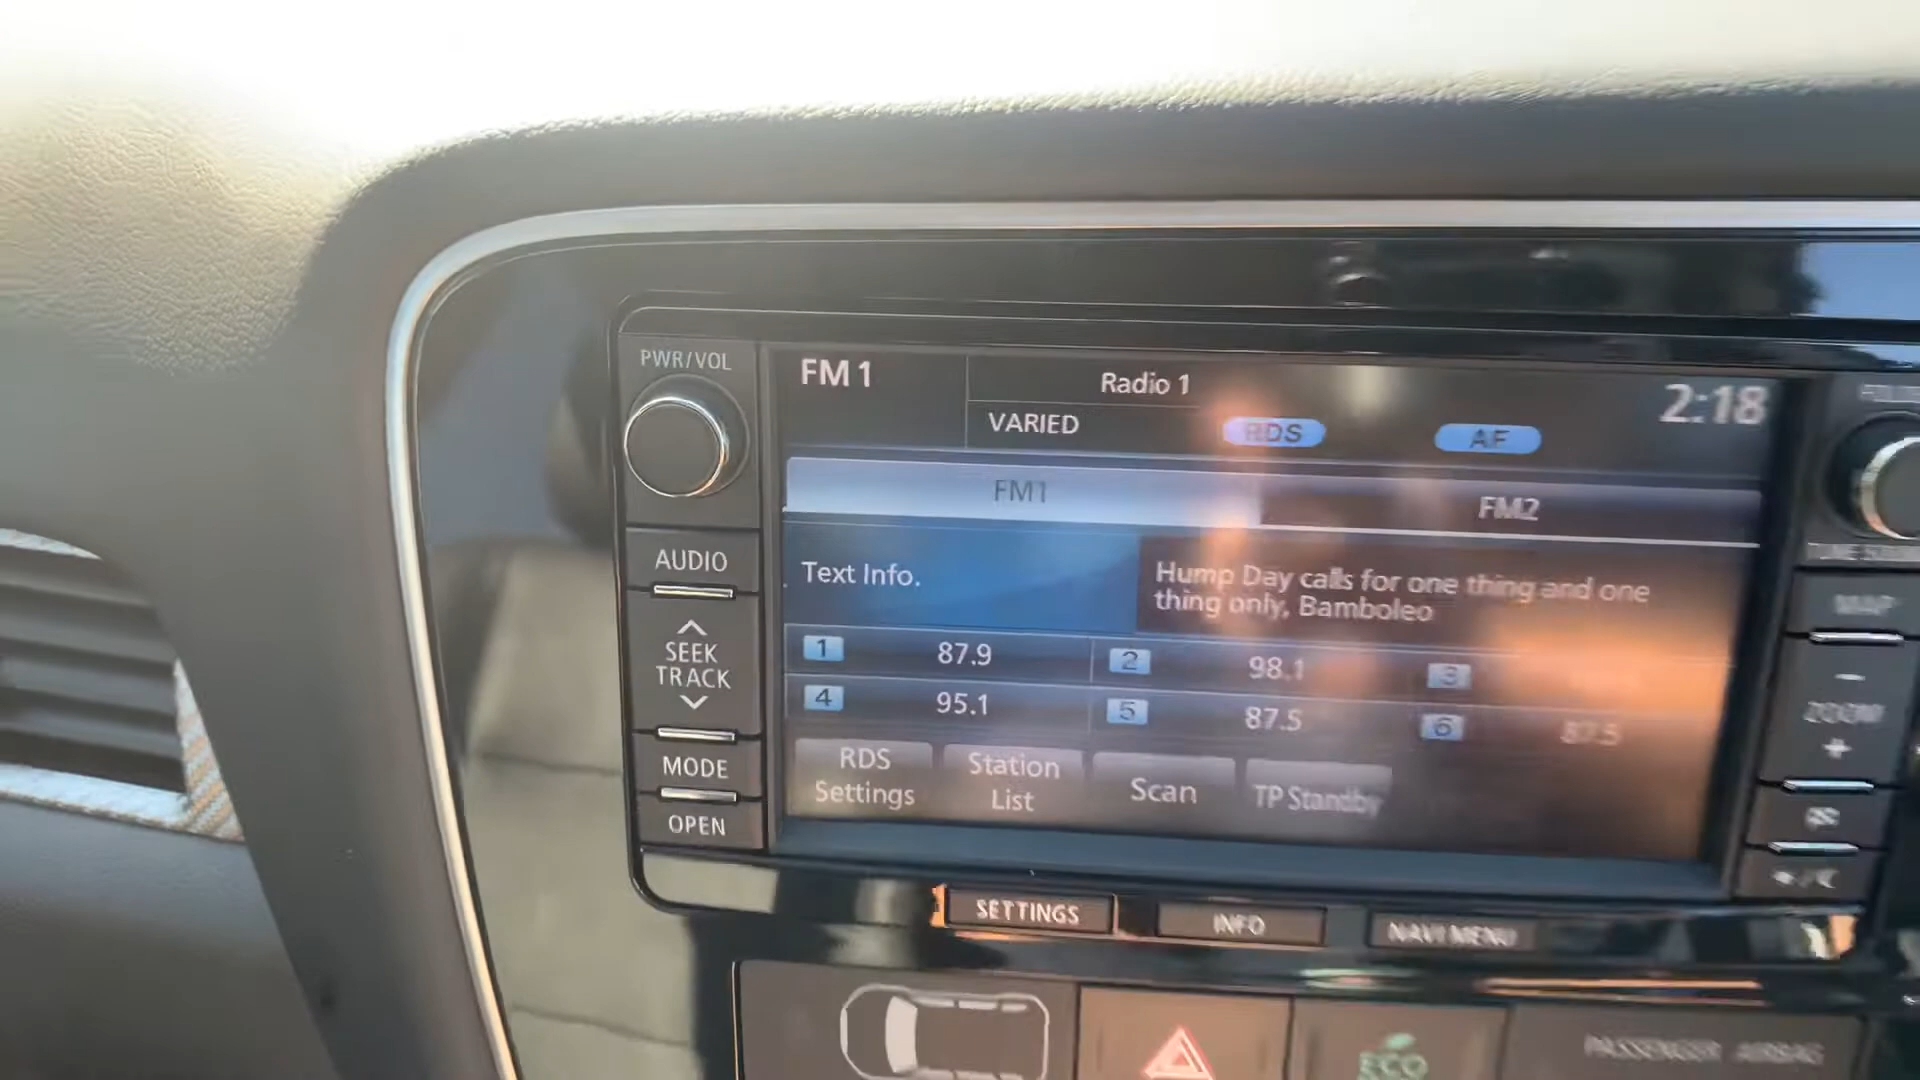 PWR/VOL
FM 1
Radio 1
VARIED
RDS
AF
2:18
FM1
FM2
AUDIO
Text Info.
Hump Day calls for one thing and one
thing only, Bamboleo
SEEK
TRACK
1 87.9
2 98.1
3
4 95.1
5 87.5
6 87.5
MAP
-
ZOOM
+
MODE
RDS
Settings
Station
List
Scan
TP Standby
OPEN
SETTINGS
INFO
NAVI MENU
ECO
PASSENGER AIRBAG